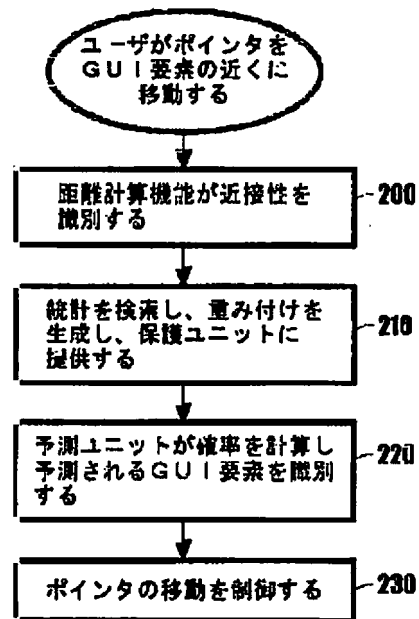 ユーザがポインタを
GUI要素の近くに
移動する
距離計算機能が近接性を
識別する
200
統計を検索し、重み付けを
生成し、保護ユニットに
提供する
210
予測ユニットが確率を計算し
予測されるGUI要素を識別
する
220
ポインタの移動を制御する
230